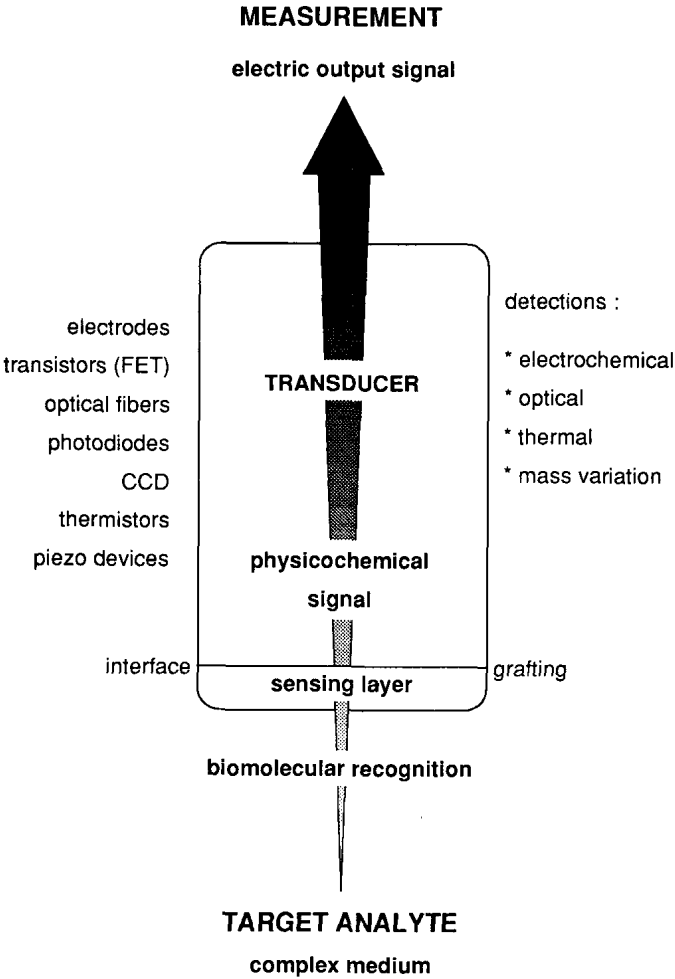 MEASUREMENT
electric output signal
detections :
electrodes
transistors (FET)
* electrochemical
TRANSDUCER
optical fibers
* optical
photodiodes
* thermal
CCD
* mass variation
thermistors
piezo devices
physicochemical
signal
interface
grafting
sensing layer
biomolecular recognition
TARGET ANALYTE
complex medium